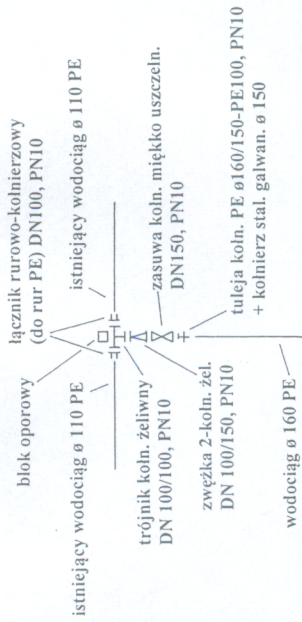 łącznik rurowo-kołnierzowy
(do rur PE) DN100, PN10
blok oporowy
istniejący wodociąg ø 110 PE
istniejący wodociąg ø 110 PE
trójnik kołn. żeliwny
DN 100/100, PN10
zasuwa kołn. miękko uszczeln.
DN150, PN10
zwężka 2-kołn. żel.
DN 100/150, PN10
tuleja kołn. PE ø160/150-PE100, PN10
+ kołnierz stal. galwan. ø 150
wodociąg ø 160 PE